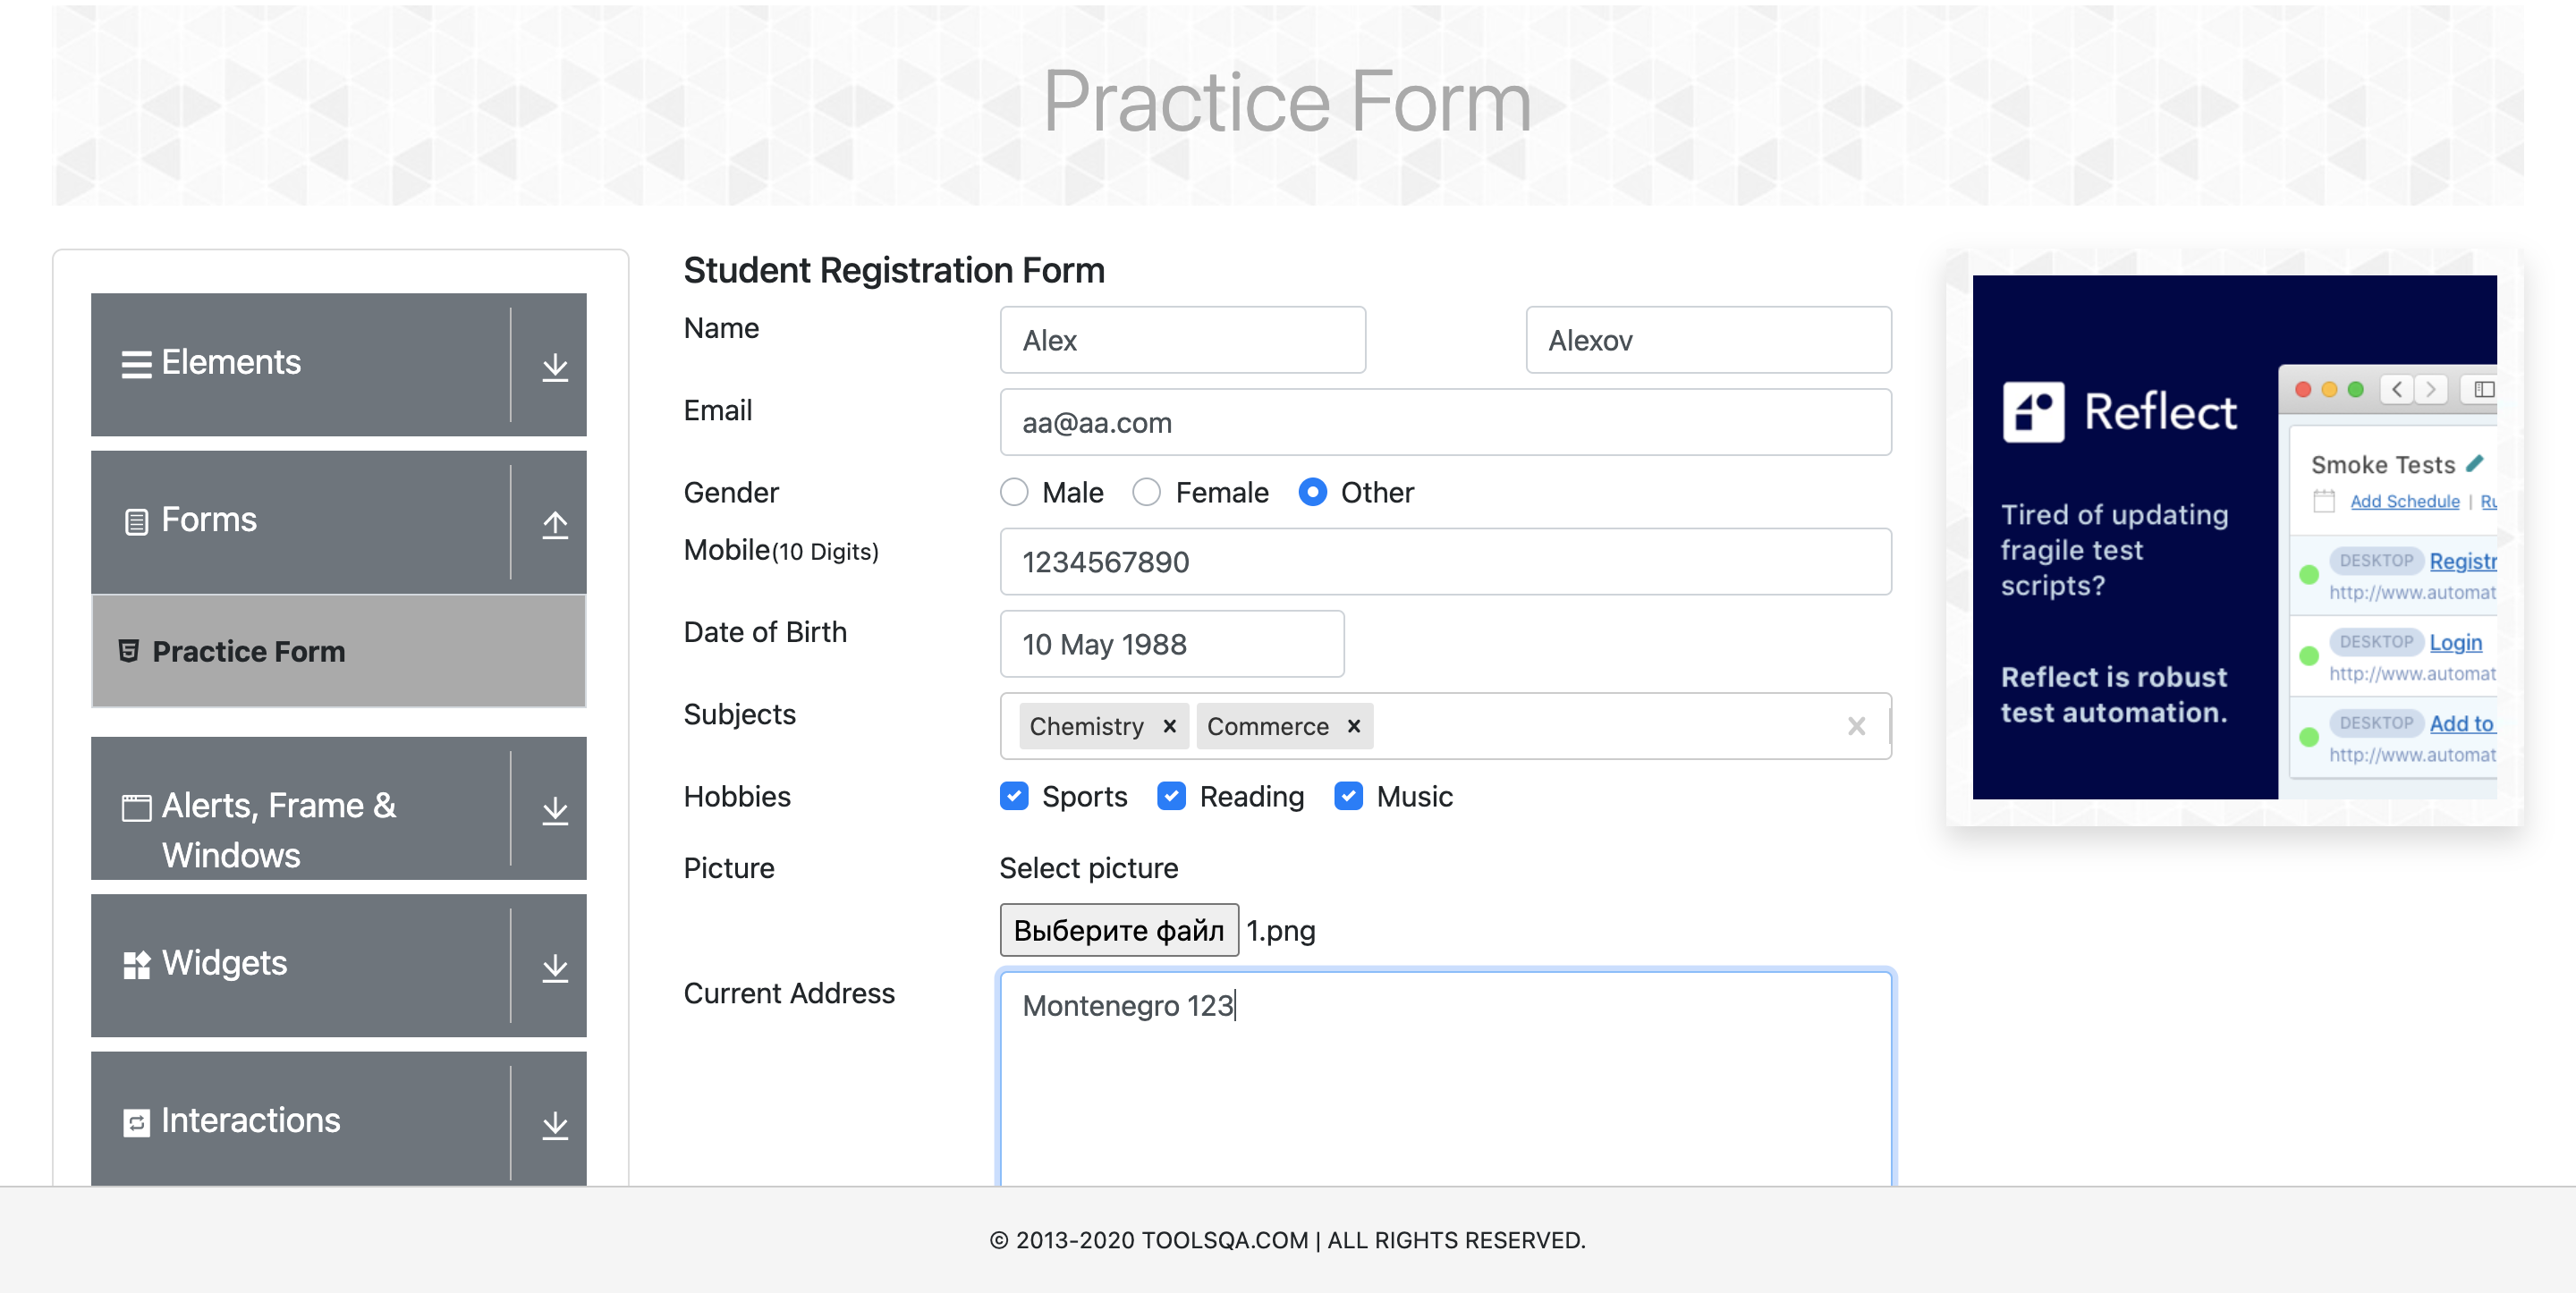 Practice Form
Elements
Forms
Practice Form
Alerts, Frame &
Windows
Widgets
Interactions
Student Registration Form
Name
Alex
Alexov
Email
aa@aa.com
Gender
Male Female Other
Mobile(10 Digits)
1234567890
Date of Birth
10 May 1988
Subjects
Chemistry Commerce
Hobbies
Sports Reading Music
Picture
Select picture
Выберите файл 1.png
Current Address
Montenegro 123
Reflect
Tired of updating
fragile test
scripts?
Reflect is robust
test automation.
Smoke Tests
Add Schedule | Ru
DESKTOP Registr
http://www.automat
DESKTOP Login
http://www.automat
DESKTOP Add to
http://www.automat
© 2013-2020 TOOLSQA.COM | ALL RIGHTS RESERVED.